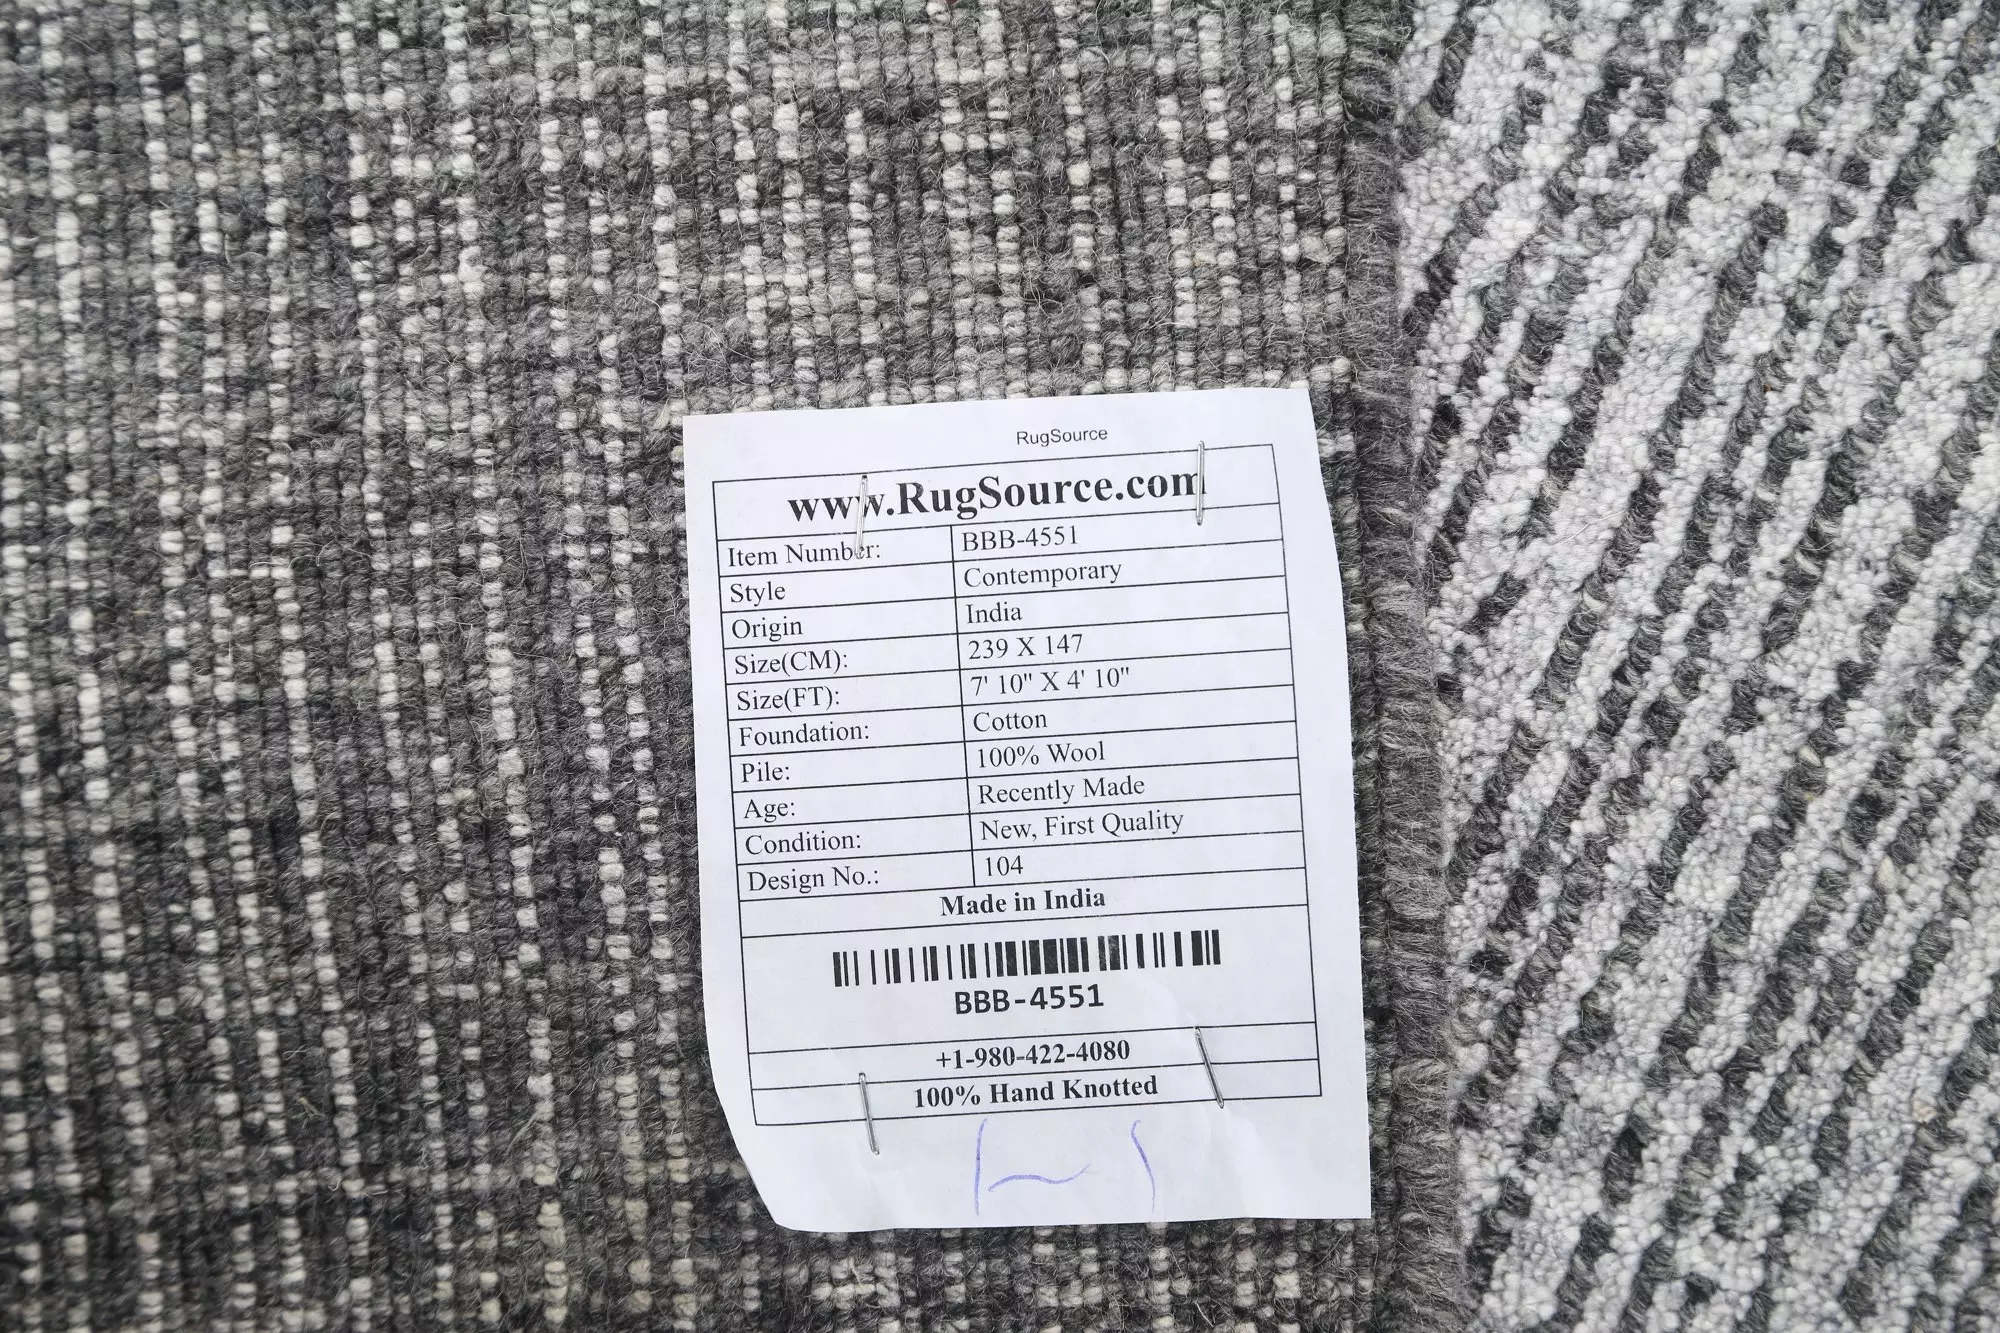 RugSource
www.RugSource.com
Item Number: BBB-4551
Style Contemporary
Origin India
Size(CM): 239 X 147
Size(FT): 7' 10" X 4' 10"
Foundation: Cotton
Pile: 100% Wool
Age: Recently Made
Condition: New, First Quality
Design No.: 104
Made in India
BBB-4551
+1-980-422-4080
100% Hand Knotted